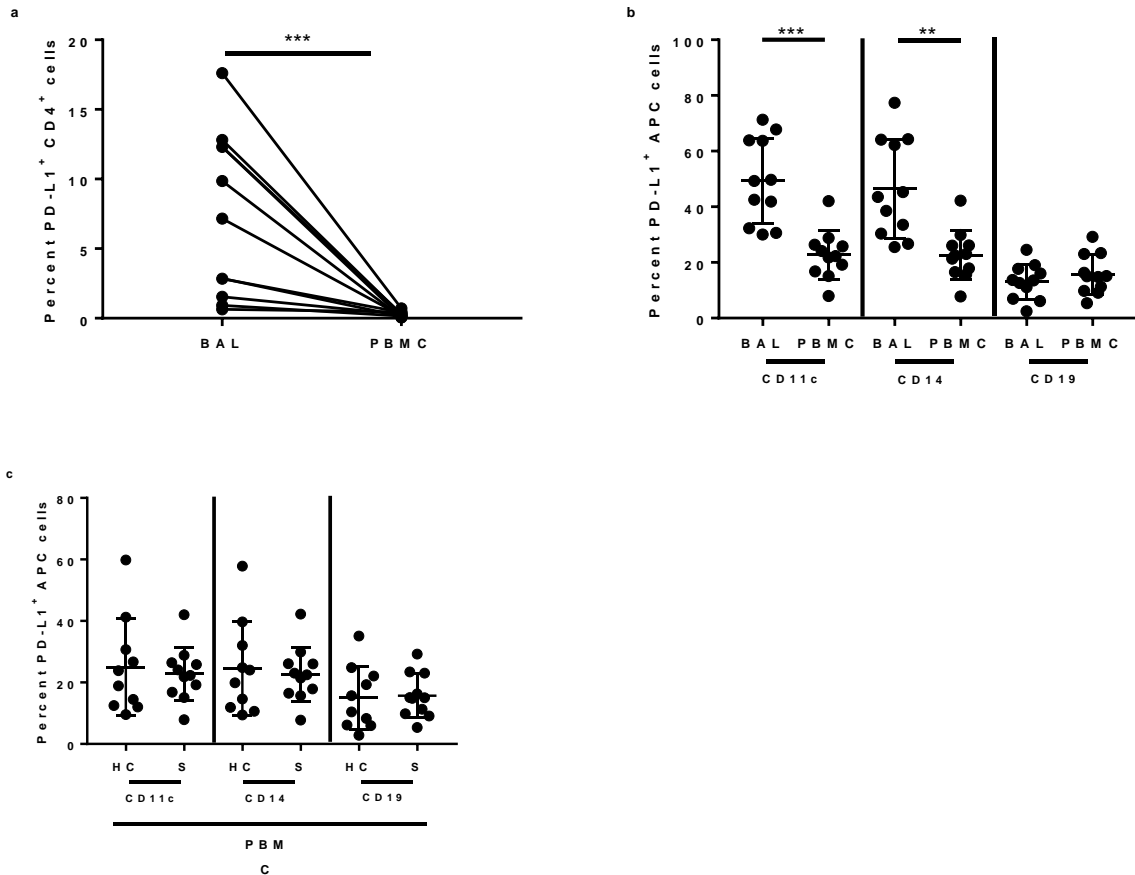 a
***
Percent PD-L1⁺ CD4⁺ cells
20
15
10
5
0
BAL PBMC
b
*** **
Percent PD-L1⁺ APC cells
100
80
60
40
20
0
BAL PBMC BAL PBMC BAL PBMC
CD11c CD14 CD19
c
Percent PD-L1⁺ APC cells
80
60
40
20
0
HC S HC S HC S
CD11c CD14 CD19
PBM
C